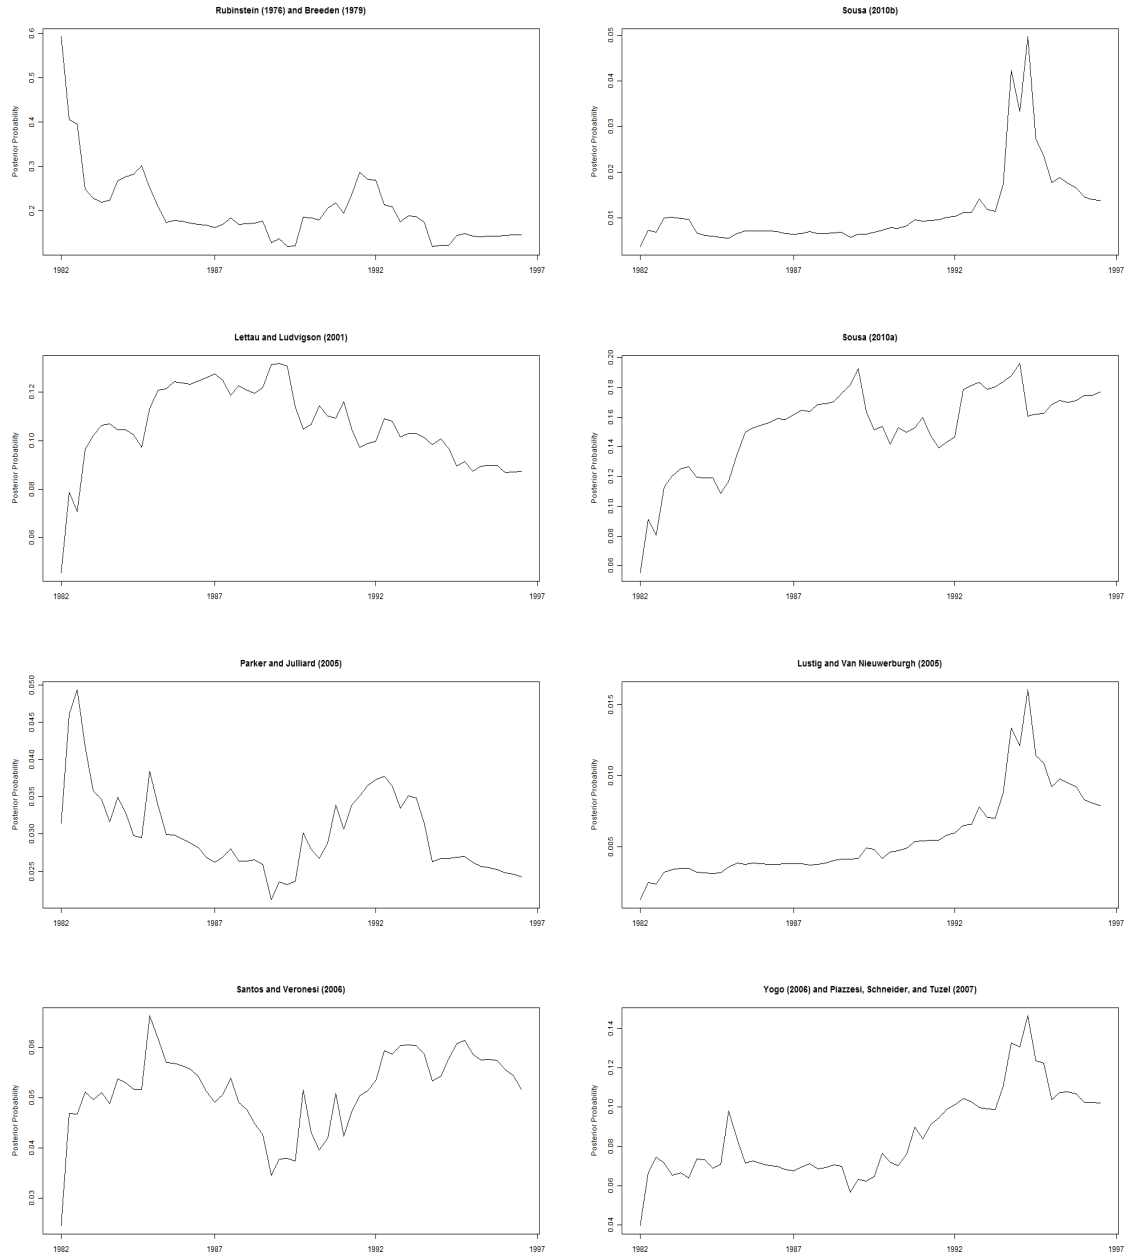 Rubinstein (1976) and Breeden (1979)
Posterior Probability
0.2 0.3 0.4 0.5 0.6
1982 1987 1992 1997
Sousa (2010b)
Posterior Probability
0.01 0.02 0.03 0.04 0.05
1982 1987 1992 1997
Lettau and Ludvigson (2001)
Posterior Probability
0.06 0.08 0.10 0.12
1982 1987 1992 1997
Sousa (2010a)
Posterior Probability
0.06 0.08 0.10 0.12 0.14 0.16 0.18 0.20
1982 1987 1992 1997
Parker and Julliard (2005)
Posterior Probability
0.025 0.030 0.035 0.040 0.045 0.050
1982 1987 1992 1997
Lustig and Van Nieuwerburgh (2005)
Posterior Probability
0.005 0.010 0.015
1982 1987 1992 1997
Santos and Veronesi (2006)
Posterior Probability
0.03 0.04 0.05 0.06
1982 1987 1992 1997
Yogo (2006) and Piazzesi, Schneider, and Tuzel (2007)
Posterior Probability
0.04 0.06 0.08 0.10 0.12 0.14
1982 1987 1992 1997